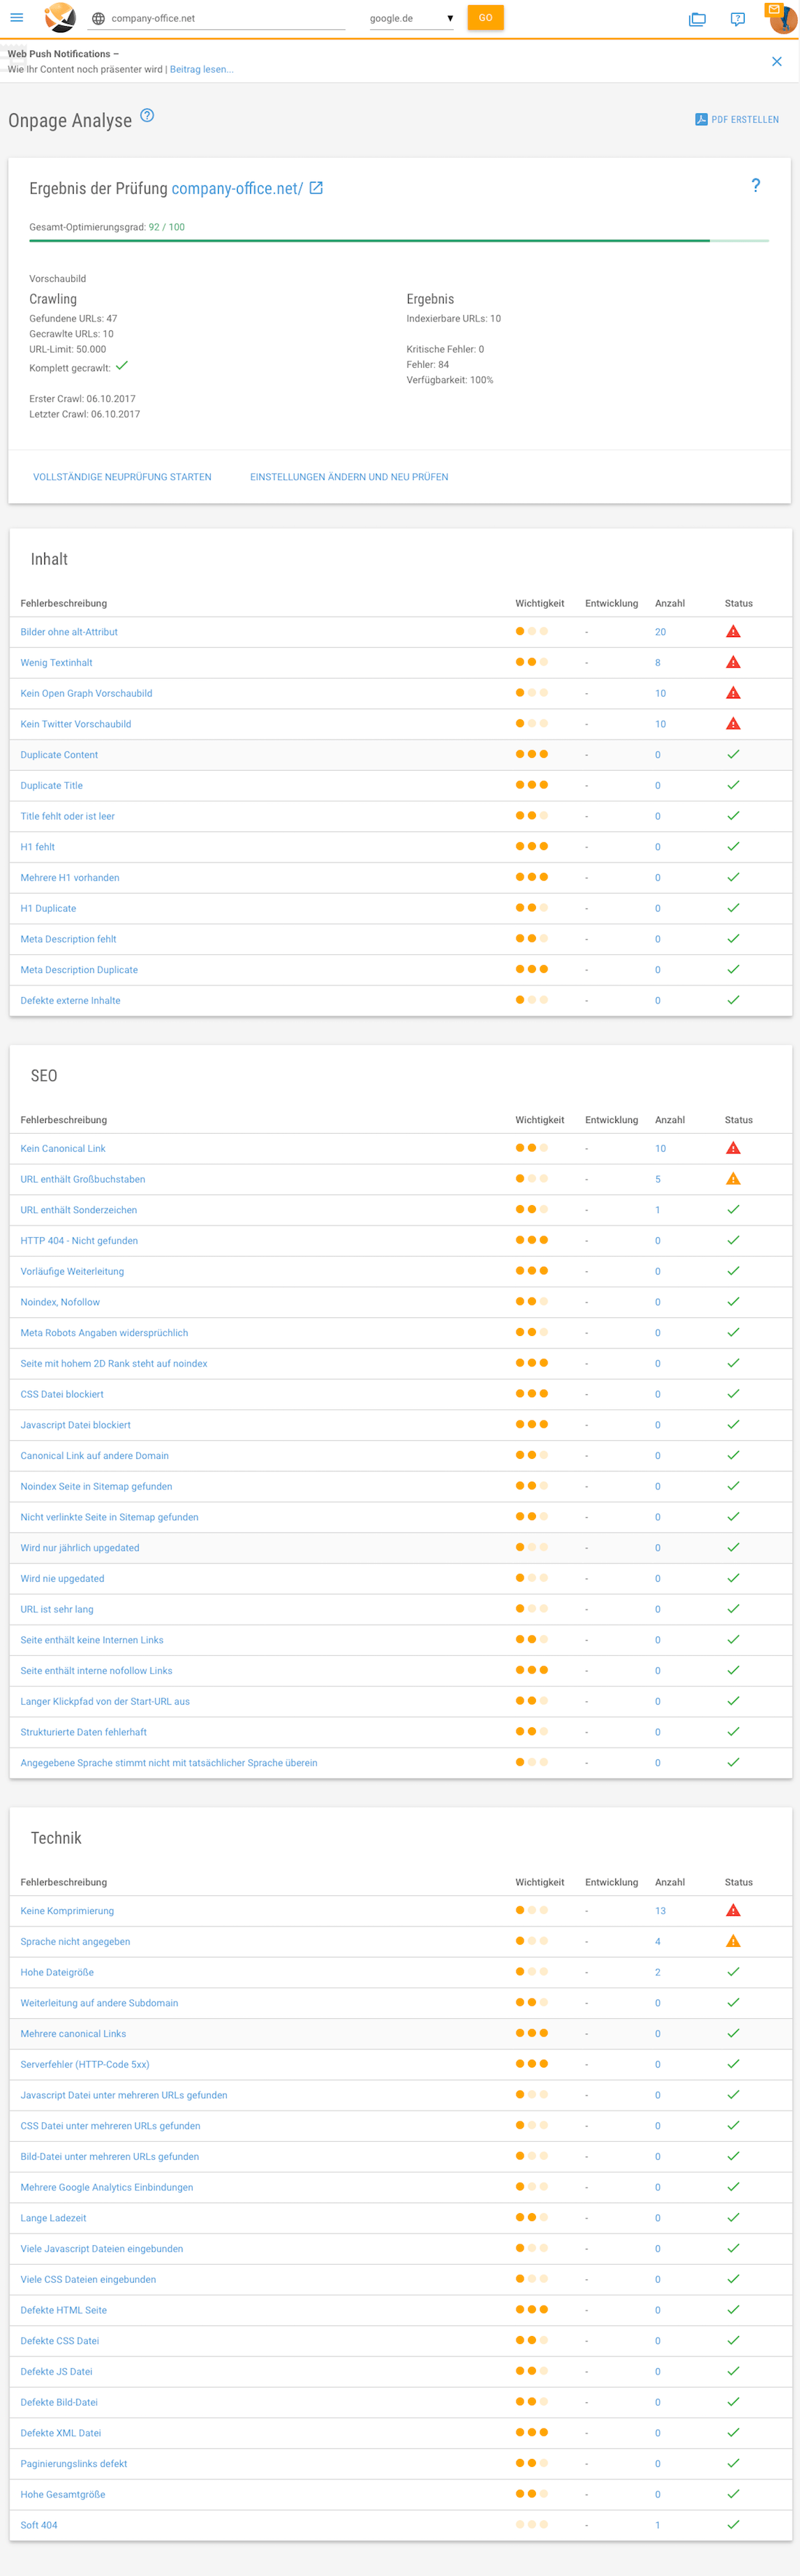 company-office.net google.de GO
Web Push Notifications –
Wie Ihr Content noch präsenter wird | Beitrag lesen...
Onpage Analyse ? PDF ERSTELLEN
Ergebnis der Prüfung company-office.net/ ?
Gesamt-Optimierungsgrad: 92 / 100
Vorschaubild
Crawling
Gefundene URLs: 47
Gecrawlte URLs: 10
URL-Limit: 50.000
Komplett gecrawlt:
Erster Crawl: 06.10.2017
Letzter Crawl: 06.10.2017
Ergebnis
Indexierbare URLs: 10
Kritische Fehler: 0
Fehler: 84
Verfügbarkeit: 100%
VOLLSTÄNDIGE NEUPRÜFUNG STARTEN EINSTELLUNGEN ÄNDERN UND NEU PRÜFEN
Inhalt
Fehlerbeschreibung Wichtigkeit Entwicklung Anzahl Status
Bilder ohne alt-Attribut - 20
Wenig Textinhalt - 8
Kein Open Graph Vorschaubild - 10
Kein Twitter Vorschaubild - 10
Duplicate Content - 0
Duplicate Title - 0
Title fehlt oder ist leer - 0
H1 fehlt - 0
Mehrere H1 vorhanden - 0
H1 Duplicate - 0
Meta Description fehlt - 0
Meta Description Duplicate - 0
Defekte externe Inhalte - 0
SEO
Fehlerbeschreibung Wichtigkeit Entwicklung Anzahl Status
Kein Canonical Link - 10
URL enthält Großbuchstaben - 5
URL enthält Sonderzeichen - 1
HTTP 404 - Nicht gefunden - 0
Vorläufige Weiterleitung - 0
Noindex, Nofollow - 0
Meta Robots Angaben widersprüchlich - 0
Seite mit hohem 2D Rank steht auf noindex - 0
CSS Datei blockiert - 0
Javascript Datei blockiert - 0
Canonical Link auf andere Domain - 0
Noindex Seite in Sitemap gefunden - 0
Nicht verlinkte Seite in Sitemap gefunden - 0
Wird nur jährlich upgedated - 0
Wird nie upgedated - 0
URL ist sehr lang - 0
Seite enthält keine Internen Links - 0
Seite enthält interne nofollow Links - 0
Langer Klickpfad von der Start-URL aus - 0
Strukturierte Daten fehlerhaft - 0
Angegebene Sprache stimmt nicht mit tatsächlicher Sprache überein - 0
Technik
Fehlerbeschreibung Wichtigkeit Entwicklung Anzahl Status
Keine Komprimierung - 13
Sprache nicht angegeben - 4
Hohe Dateigröße - 2
Weiterleitung auf andere Subdomain - 0
Mehrere canonical Links - 0
Serverfehler (HTTP-Code 5xx) - 0
Javascript Datei unter mehreren URLs gefunden - 0
CSS Datei unter mehreren URLs gefunden - 0
Bild-Datei unter mehreren URLs gefunden - 0
Mehrere Google Analytics Einbindungen - 0
Lange Ladezeit - 0
Viele Javascript Dateien eingebunden - 0
Viele CSS Dateien eingebunden - 0
Defekte HTML Seite - 0
Defekte CSS Datei - 0
Defekte JS Datei - 0
Defekte Bild-Datei - 0
Defekte XML Datei - 0
Paginierungslinks defekt - 0
Hohe Gesamtgröße - 0
Soft 404 - 1